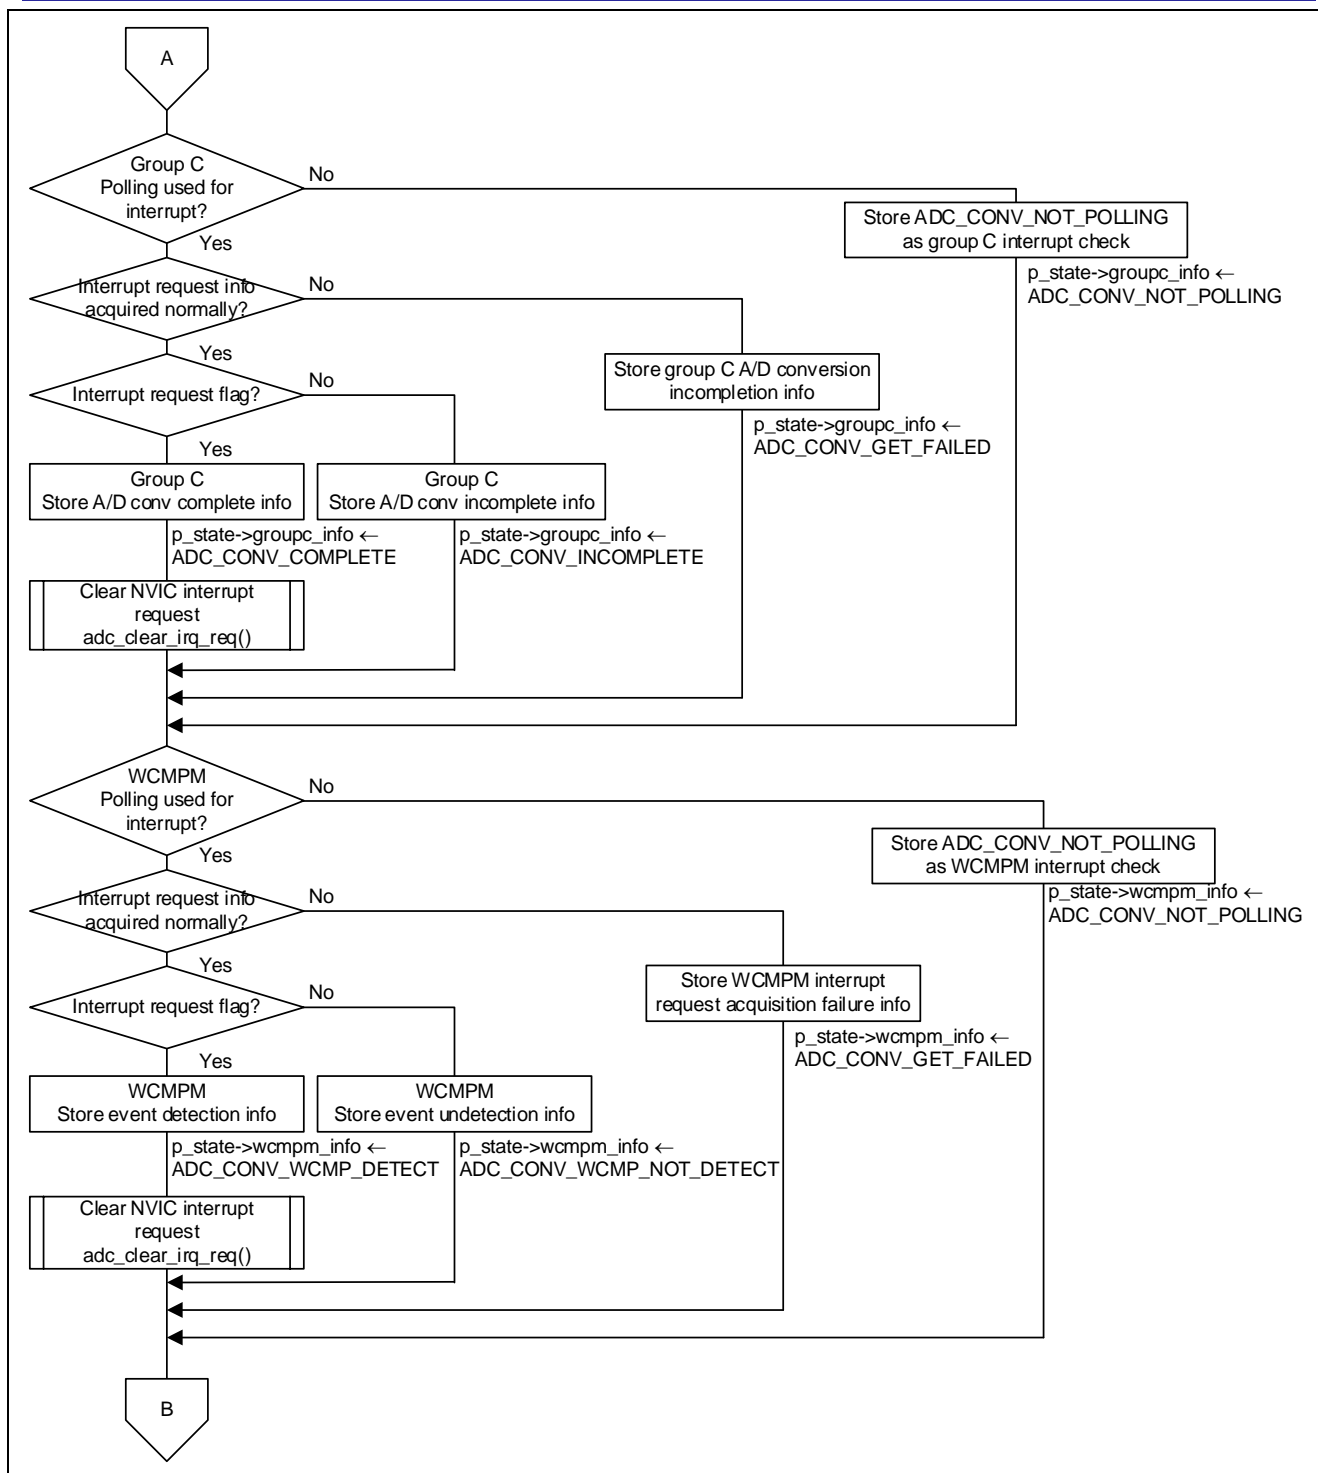 A
Group C
Polling used for
interrupt?
No
Yes
Store ADC_CONV_NOT_POLLING
as group C interrupt check
p_state->groupc_info ←
ADC_CONV_NOT_POLLING
Interrupt request info
acquired normally?
No
Yes
Store group C A/D conversion
incompletion info
p_state->groupc_info ←
ADC_CONV_GET_FAILED
Interrupt request flag?
No
Yes
Group C
Store A/D conv complete info
p_state->groupc_info ←
ADC_CONV_COMPLETE
Group C
Store A/D conv incomplete info
p_state->groupc_info ←
ADC_CONV_INCOMPLETE
Clear NVIC interrupt
request
adc_clear_irq_req()
WCMPM
Polling used for
interrupt?
No
Yes
Store ADC_CONV_NOT_POLLING
as WCMPM interrupt check
p_state->wcmpm_info ←
ADC_CONV_NOT_POLLING
Interrupt request info
acquired normally?
No
Yes
Store WCMPM interrupt
request acquisition failure info
p_state->wcmpm_info ←
ADC_CONV_GET_FAILED
Interrupt request flag?
No
Yes
WCMPM
Store event detection info
p_state->wcmpm_info ←
ADC_CONV_WCMP_DETECT
WCMPM
Store event undetection info
p_state->wcmpm_info ←
ADC_CONV_WCMP_NOT_DETECT
Clear NVIC interrupt
request
adc_clear_irq_req()
B